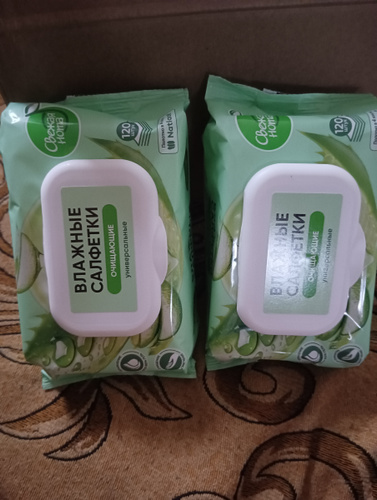 Свежая
нота
120
ВЛАЖНЫЕ
САЛФЕТКИ
ОЧИЩАЮЩИЕ
универсальные
Свежая
нота
120
ВЛАЖНЫЕ
САЛФЕТКИ
ОЧИЩАЮЩИЕ
универсальные